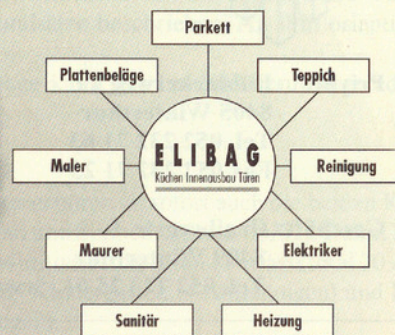 Parkett
Plattenbeläge
Teppich
Maler
ELIBAG
Küchen Innenausbau Türen
Reinigung
Maurer
Elektriker
Sanitär
Heizung